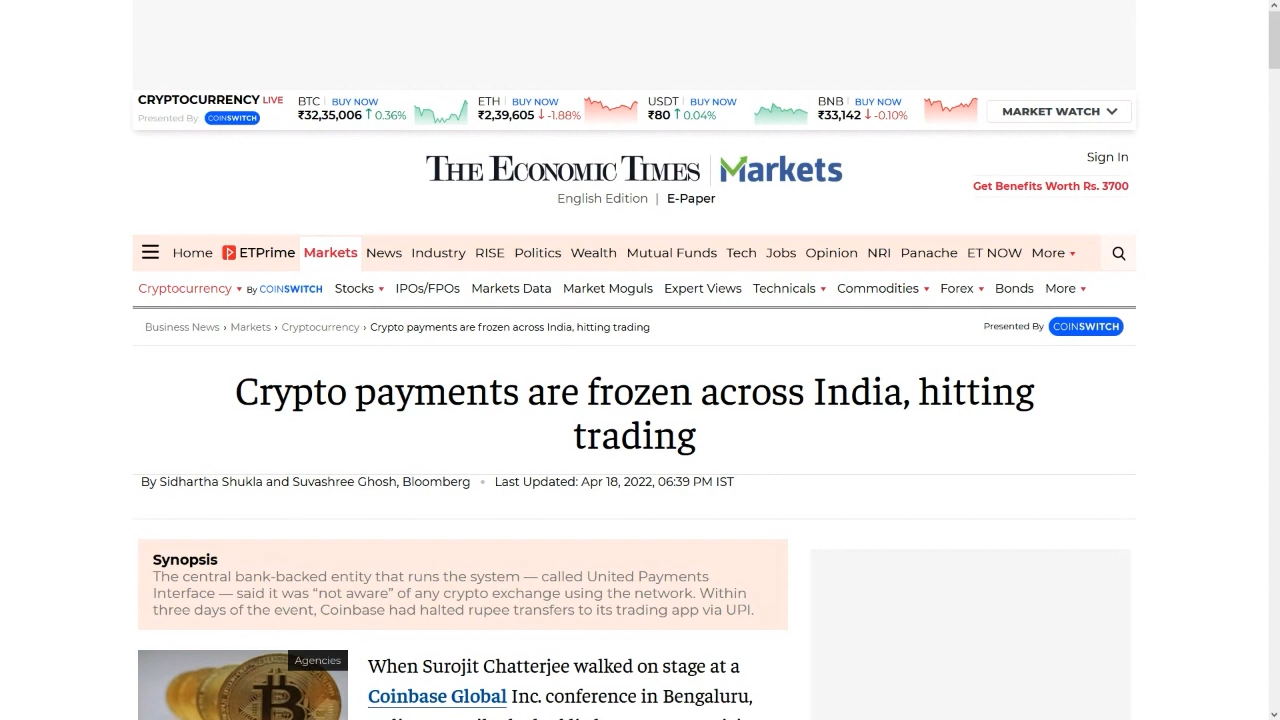 CRYPTOCURRENCY LIVE
Presented By COINSWITCH
BTC | BUY NOW
₹32,35,006 ↑ 0.36%
ETH | BUY NOW
₹2,39,605 ↓ -1.88%
USDT | BUY NOW
₹80 ↑ 0.04%
BNB | BUY NOW
₹33,142 ↓ -0.10%
MARKET WATCH
THE ECONOMIC TIMES | Markets
English Edition | E-Paper
Sign In
Get Benefits Worth Rs. 3700
Home ETPrime Markets News Industry RISE Politics Wealth Mutual Funds Tech Jobs Opinion NRI Panache ET NOW More
Cryptocurrency By COINSWITCH Stocks IPOs/FPOs Markets Data Market Moguls Expert Views Technicals Commodities Forex Bonds More
Business News › Markets › Cryptocurrency › Crypto payments are frozen across India, hitting trading
Presented By COINSWITCH
Crypto payments are frozen across India, hitting
trading
By Sidhartha Shukla and Suvashree Ghosh, Bloomberg • Last Updated: Apr 18, 2022, 06:39 PM IST
Synopsis
The central bank-backed entity that runs the system — called United Payments
Interface — said it was “not aware” of any crypto exchange using the network. Within
three days of the event, Coinbase had halted rupee transfers to its trading app via UPI.
Agencies
When Surojit Chatterjee walked on stage at a
Coinbase Global Inc. conference in Bengaluru,